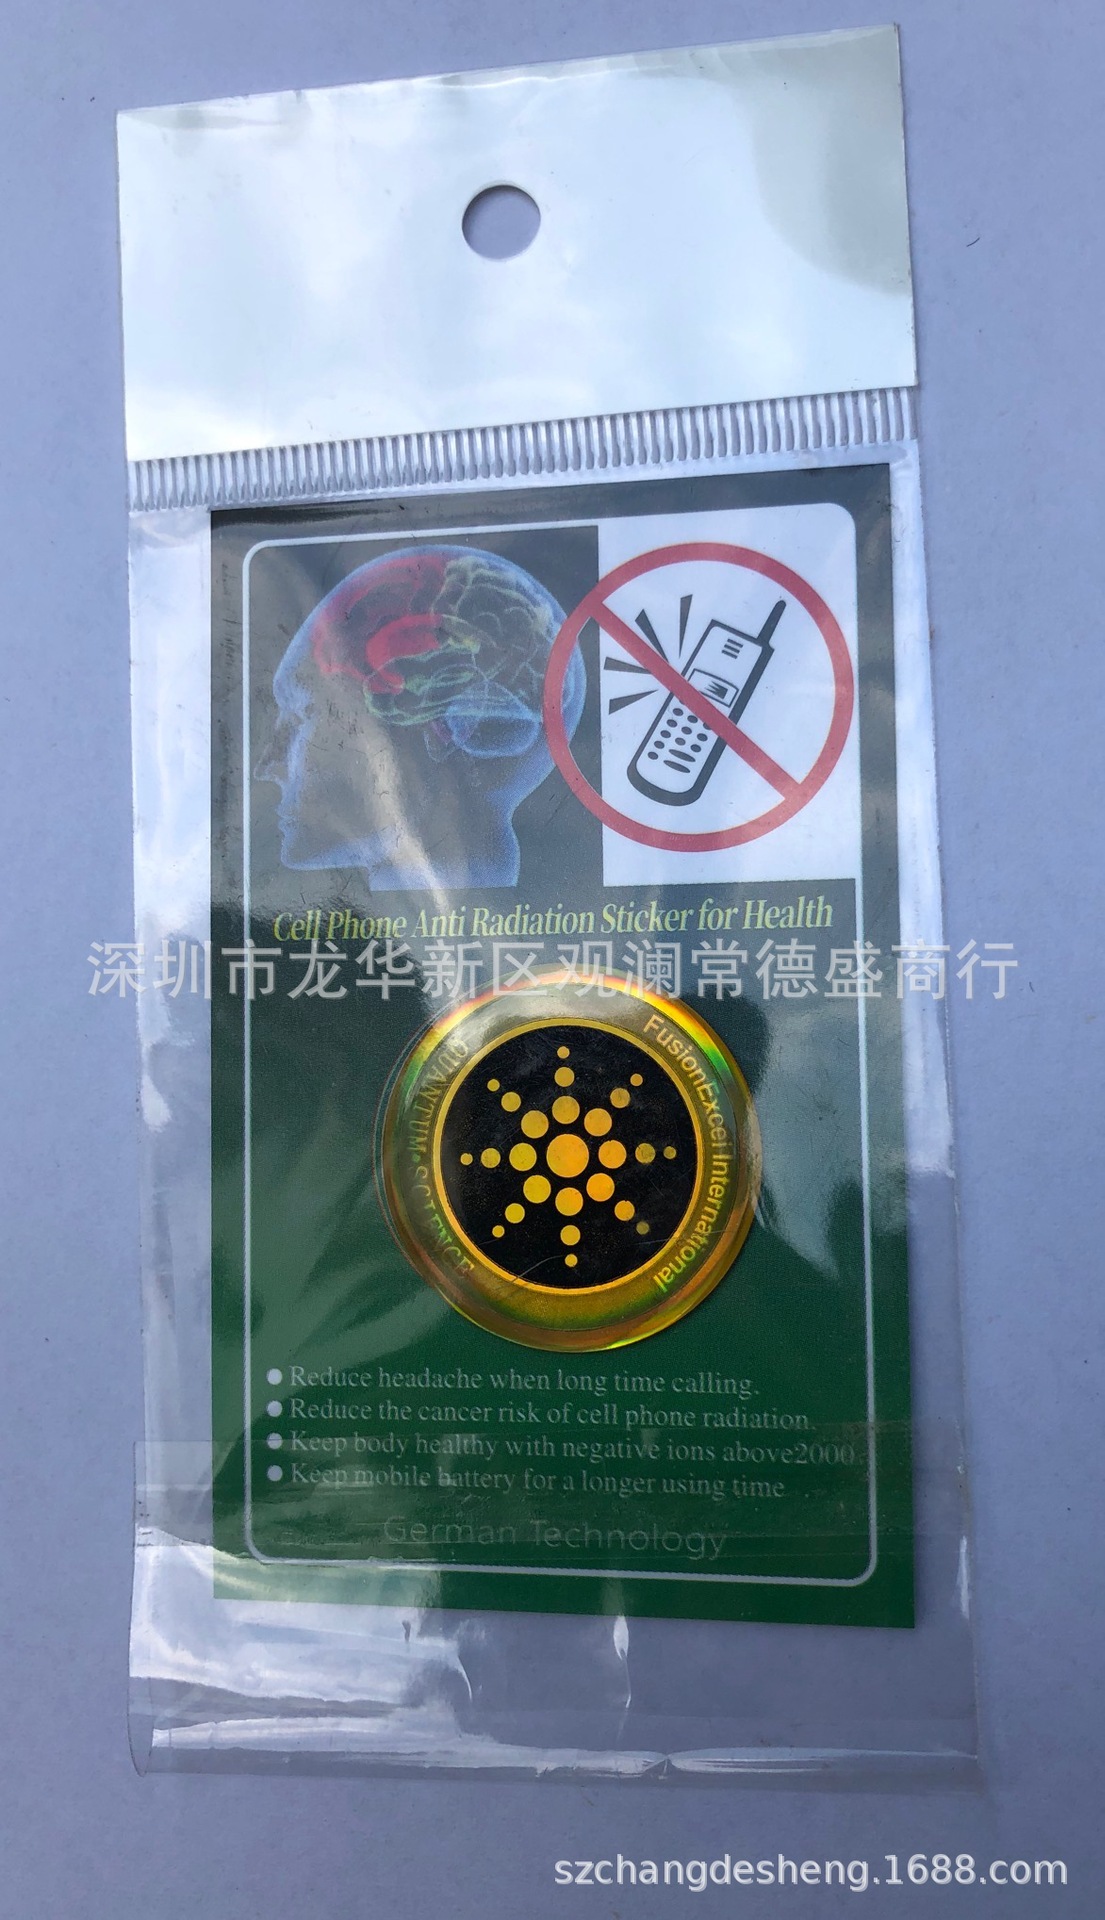 Cell Phone Anti Radiation Sticker for Health
深圳市龙华新区观澜常德盛商行
QUANTUM•SCIENCE
FusionExcel International
Reduce headache when long time calling.
Reduce the cancer risk of cell phone radiation.
Keep body healthy with negative ions above2000
Keep mobile battery for a longer using time
German Technology
szchangdesheng.1688.com